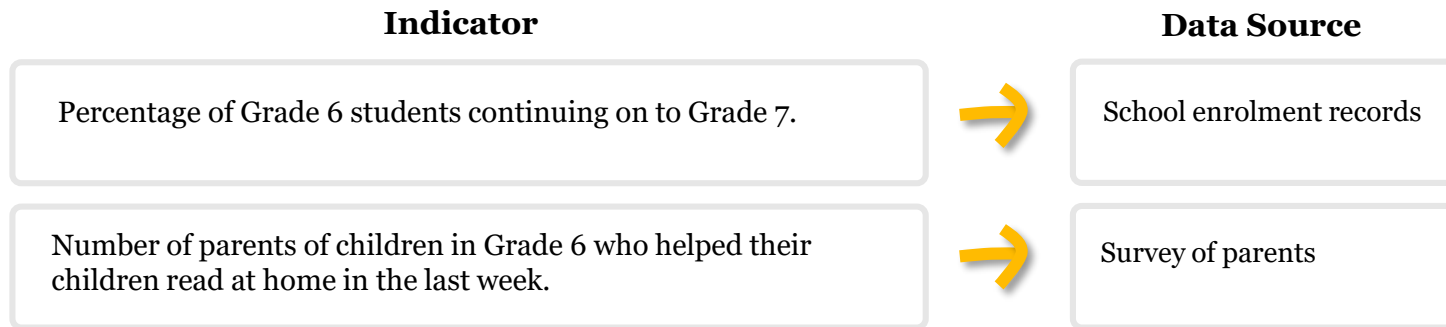 Indicator
Data Source
Percentage of Grade 6 students continuing on to Grade 7.
School enrolment records
Number of parents of children in Grade 6 who helped their
children read at home in the last week.
Survey of parents